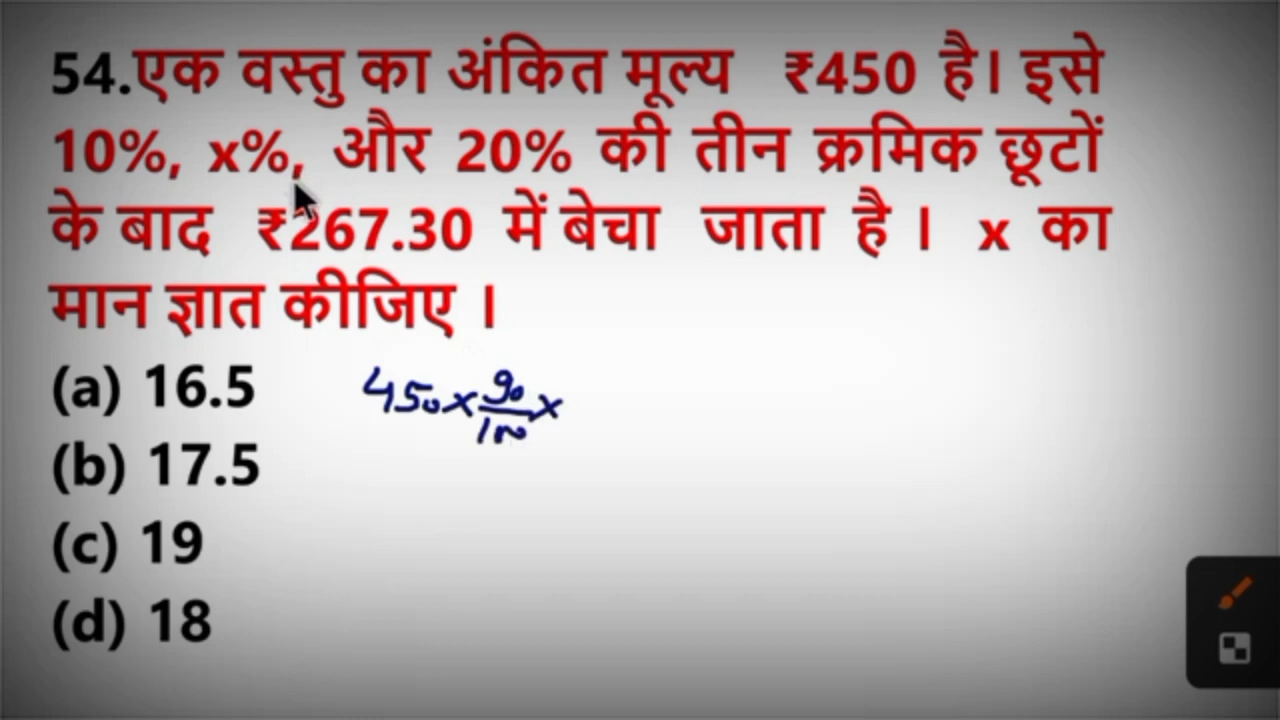 54.एक वस्तु का अंकित मूल्य ₹450 है। इसे
10%, x%, और 20% की तीन क्रमिक छूटों
के बाद ₹267.30 में बेचा जाता है । x का
मान ज्ञात कीजिए ।
(a) 16.5
450×90/100×
(b) 17.5
(c) 19
(d) 18